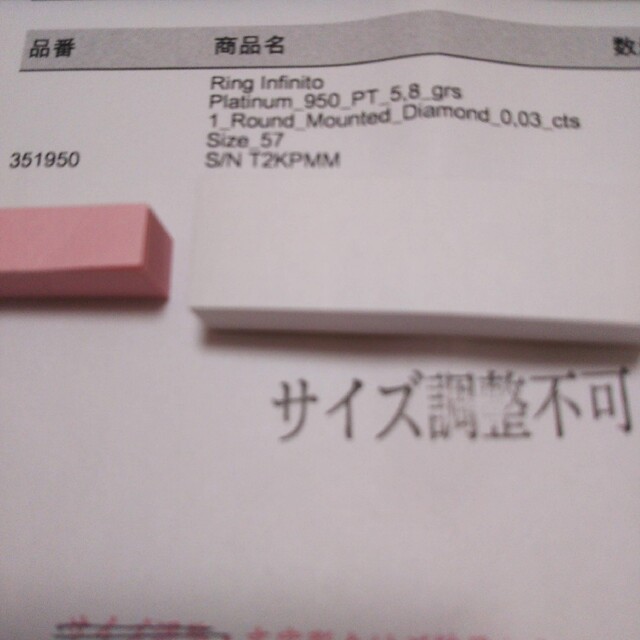 品番 商品名 数
Ring Infinito
Platinum_950_PT_5,8_grs
1_Round_Mounted_Diamond_0,03_cts
Size_57
351950 S/N T2KPMM
サイズ調整不可